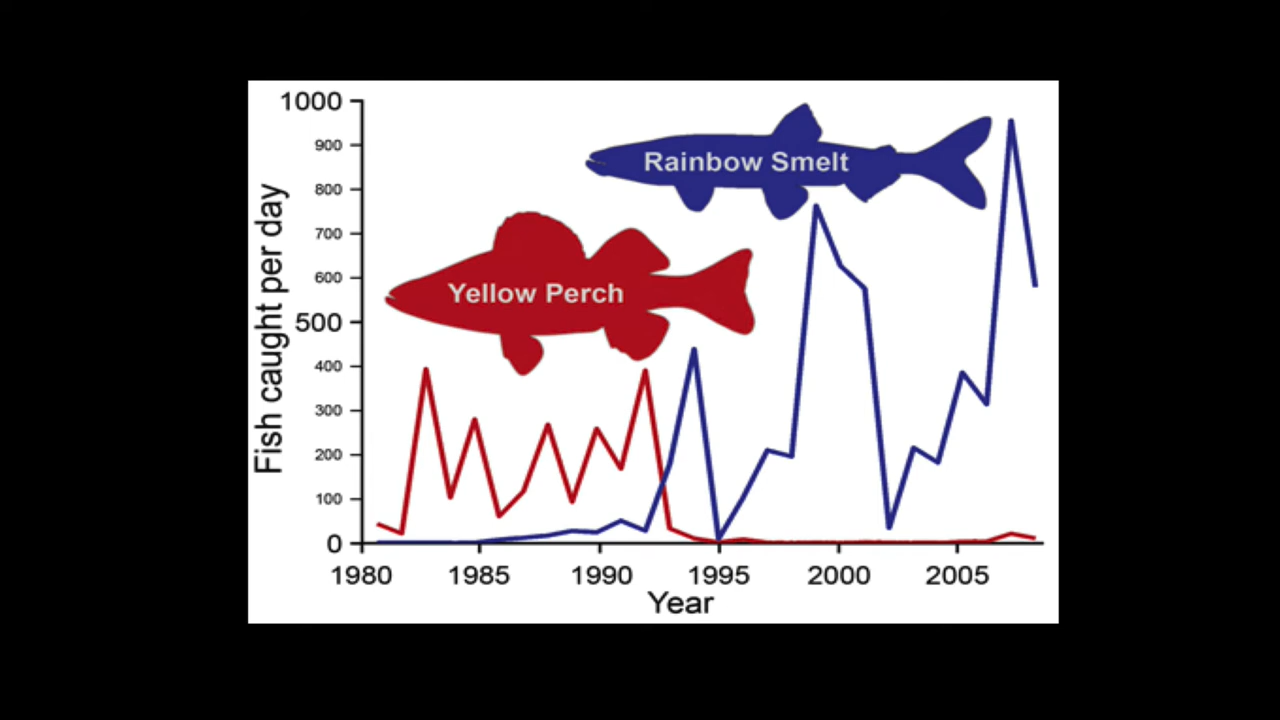 1000
900
800
700
600
500
400
300
200
100
0
Fish caught per day
Rainbow Smelt
Yellow Perch
1980 1985 1990 1995 2000 2005
Year